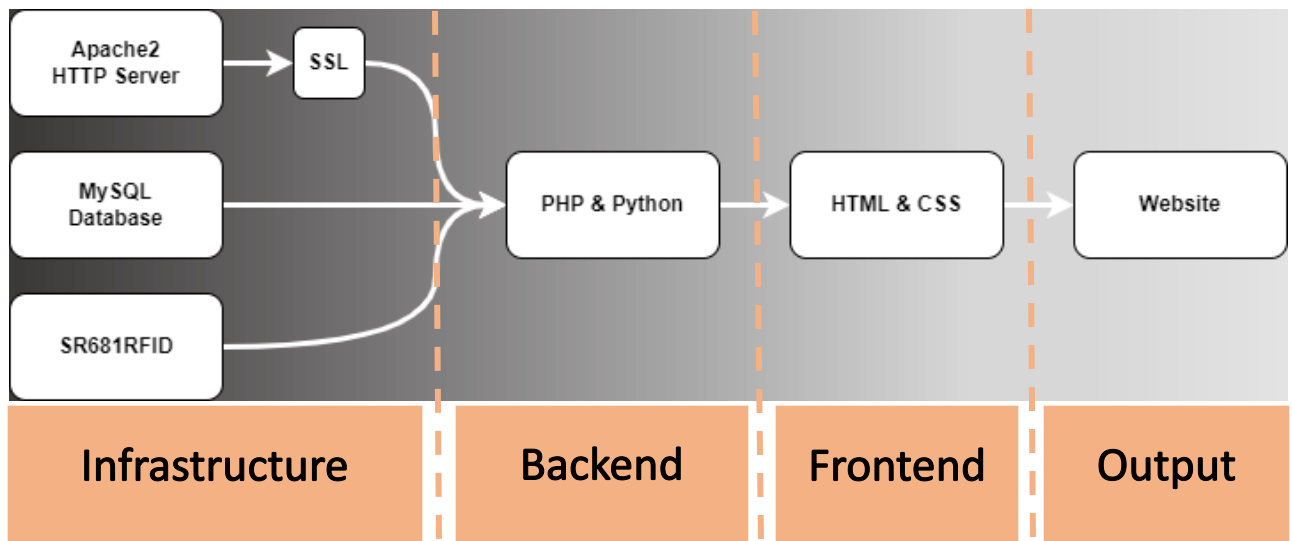 Apache2
HTTP Server
SSL
MySQL
Database
PHP & Python
HTML & CSS
Website
SR681RFID
Infrastructure
Backend
Frontend
Output